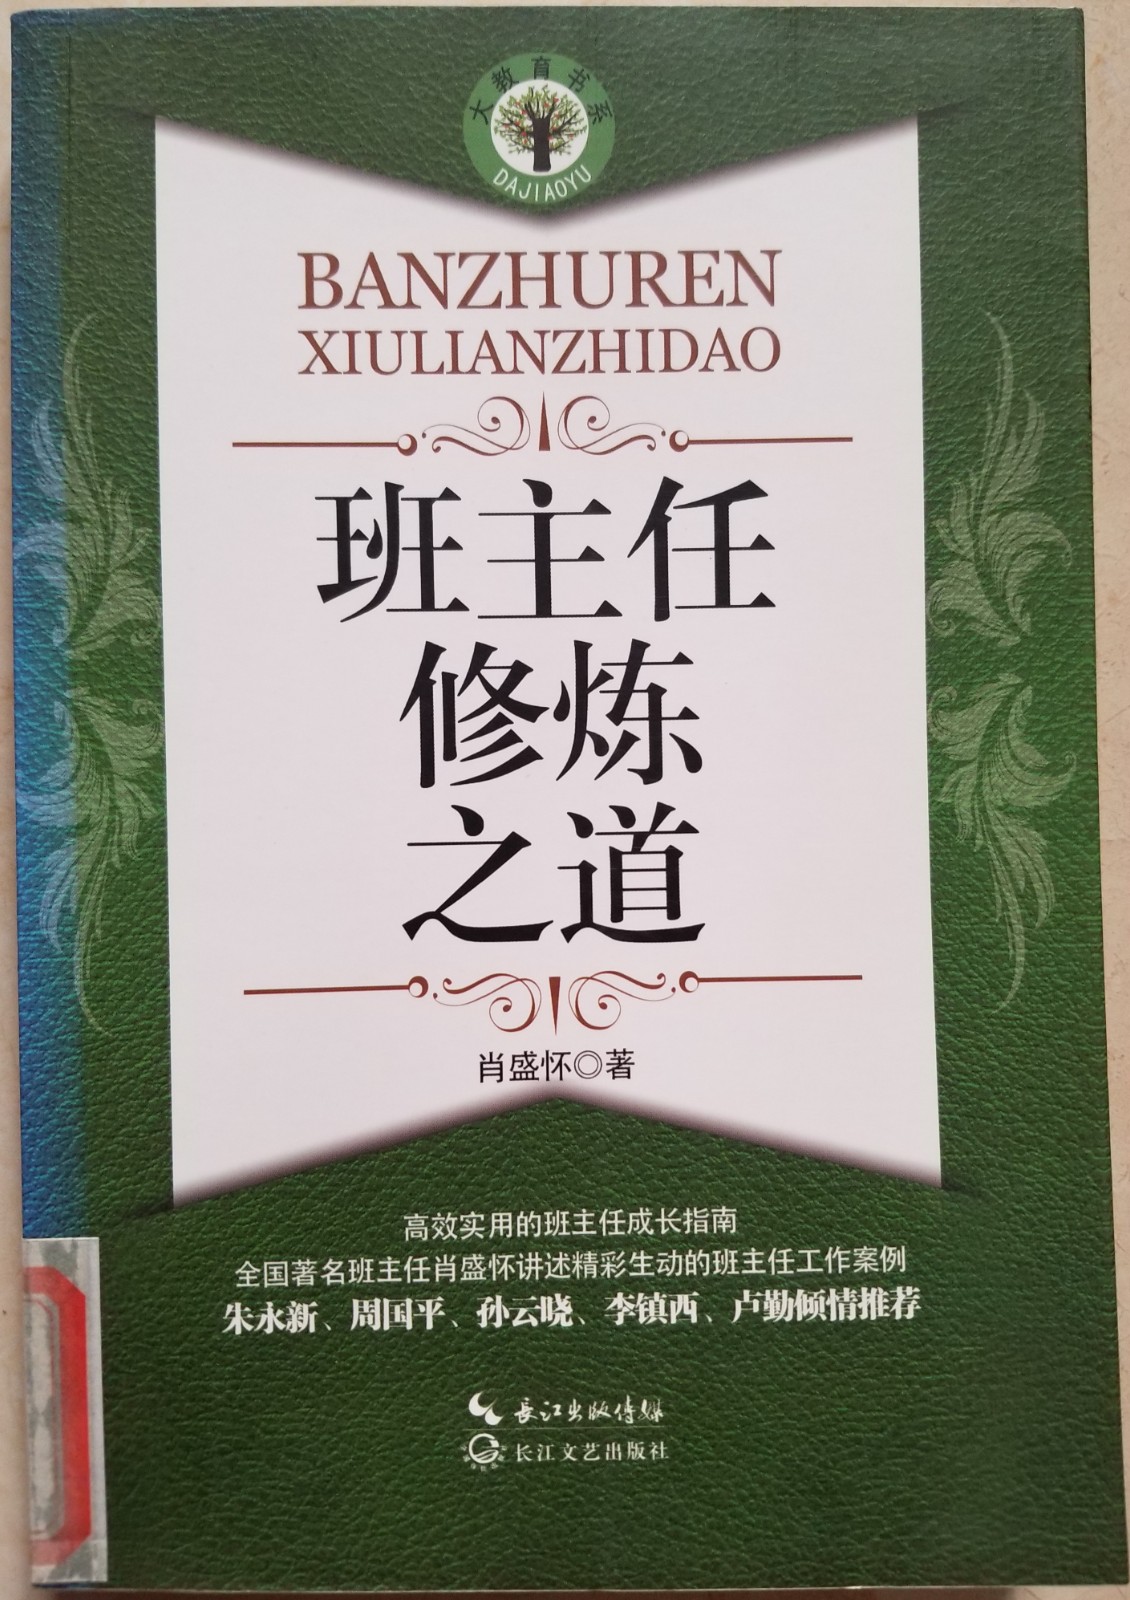 大教育书系
DAJIAOYU
BANZHUREN
XIULIANZHIDAO
班主任
修炼
之道
肖盛怀◎著
高效实用的班主任成长指南
全国著名班主任肖盛怀讲述精彩生动的班主任工作案例
朱永新、周国平、孙云晓、李镇西、卢勤倾情推荐
長江出版传媒
长江文艺出版社